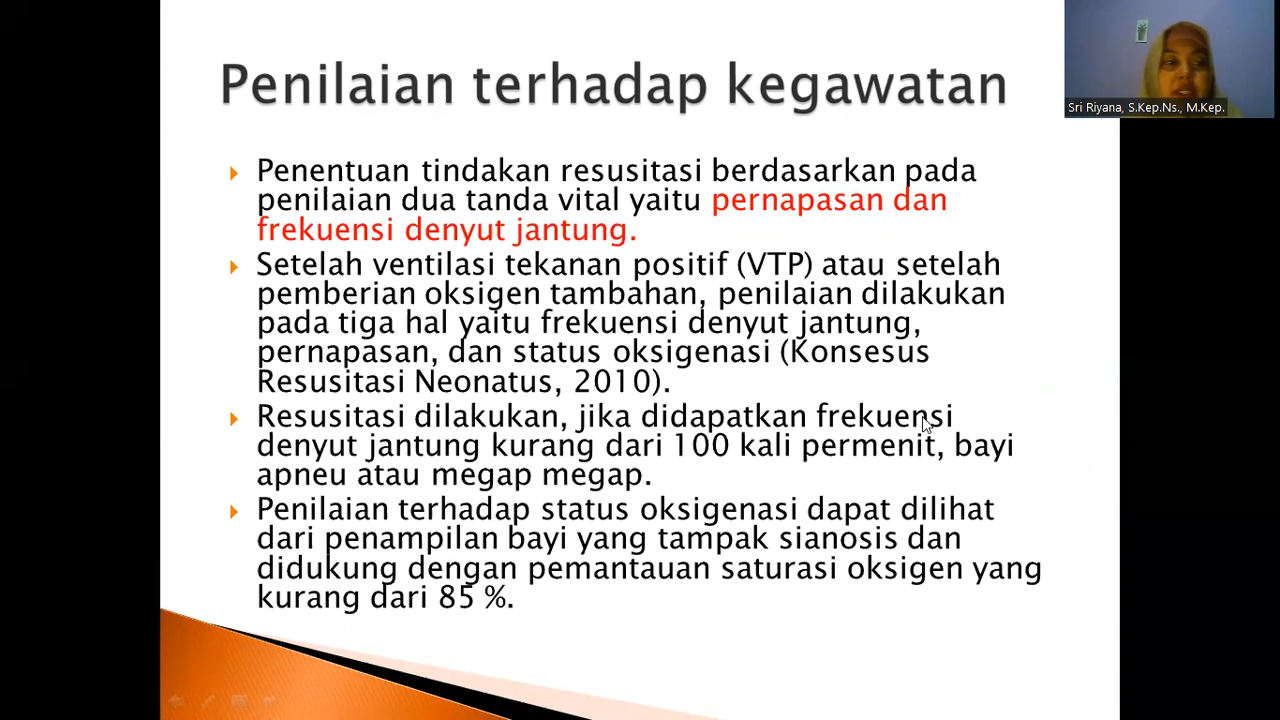 Penilaian terhadap kegawatan
Sri Riyana, S.Kep.Ns., M.Kep.
Penentuan tindakan resusitasi berdasarkan pada
penilaian dua tanda vital yaitu pernapasan dan
frekuensi denyut jantung.
Setelah ventilasi tekanan positif (VTP) atau setelah
pemberian oksigen tambahan, penilaian dilakukan
pada tiga hal yaitu frekuensi denyut jantung,
pernapasan, dan status oksigenasi (Konsesus
Resusitasi Neonatus, 2010).
Resusitasi dilakukan, jika didapatkan frekuensi
denyut jantung kurang dari 100 kali permenit, bayi
apneu atau megap megap.
Penilaian terhadap status oksigenasi dapat dilihat
dari penampilan bayi yang tampak sianosis dan
didukung dengan pemantauan saturasi oksigen yang
kurang dari 85 %.